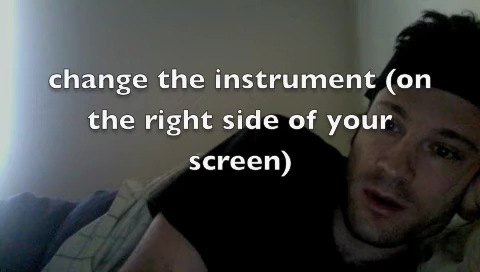 change the instrument (on
the right side of your
screen)